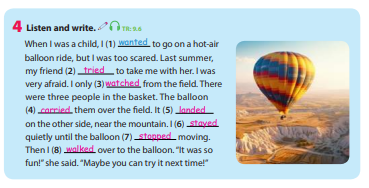 4 Listen and write. TR: 9.6
When I was a child, I (1) wanted to go on a hot-air
balloon ride, but I was too scared. Last summer,
my friend (2) tried to take me with her. I was
very afraid. I only (3) watched from the field. There
were three people in the basket. The balloon
(4) carried them over the field. It (5) landed
on the other side, near the mountain. I (6) stayed
quietly until the balloon (7) stopped moving.
Then I (8) walked over to the balloon. "It was so
fun!" she said. "Maybe you can try it next time!"